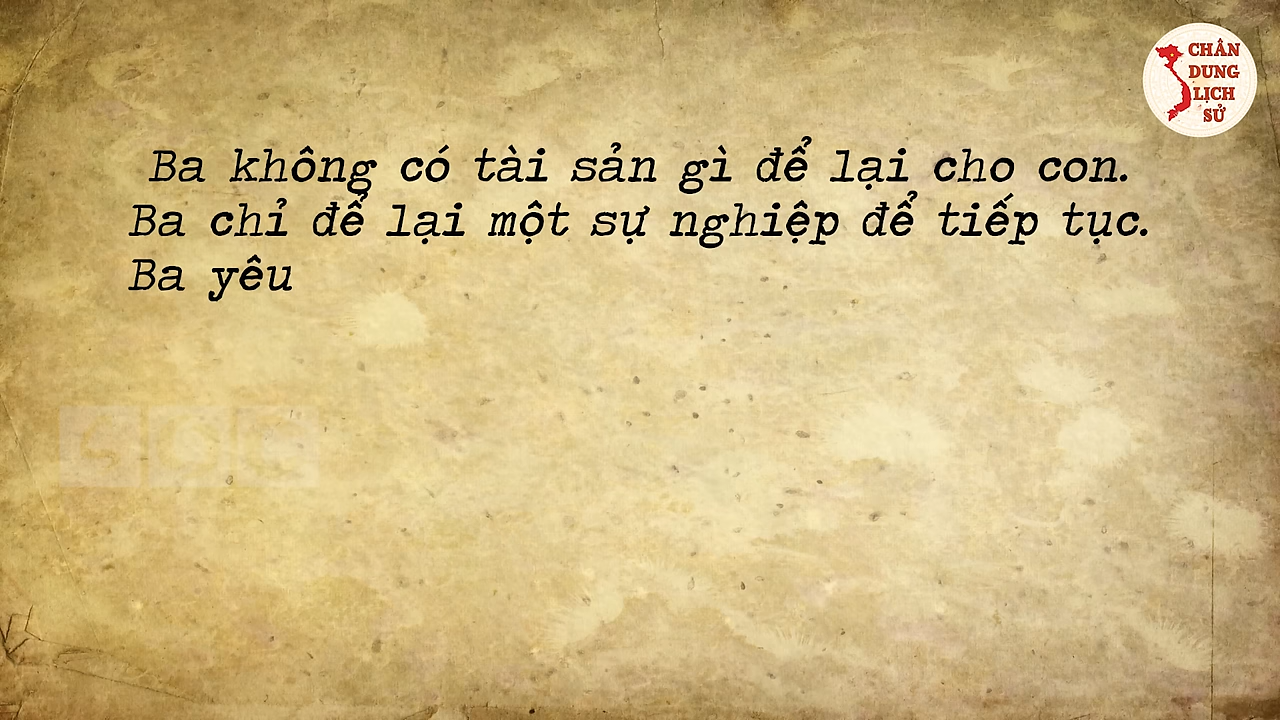 Ba không có tài sản gì để lại cho con.
Ba chỉ để lại một sự nghiệp để tiếp tục.
Ba yêu
CHÂN
DUNG
LỊCH
SỬ